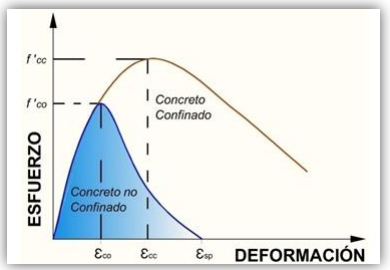 f'cc
f'co
Concreto
Confinado
Concreto no
Confinado
ESFUERZO
εco
εcc
εsp
DEFORMACIÓN